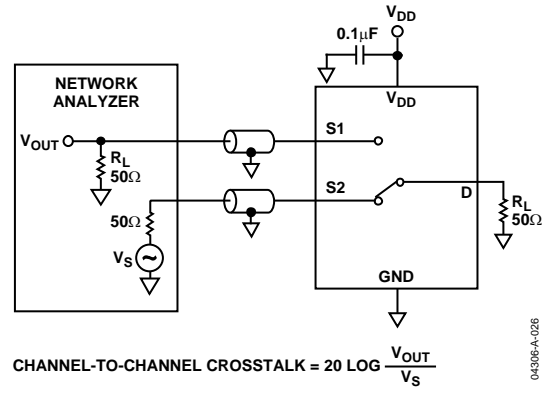 V_DD
0.1μF
NETWORK
ANALYZER
V_DD
V_OUT
S1
R_L
50Ω
S2
D
R_L
50Ω
50Ω
V_S
GND
CHANNEL-TO-CHANNEL CROSSTALK = 20 LOG V_OUT / V_S
04306-A-026